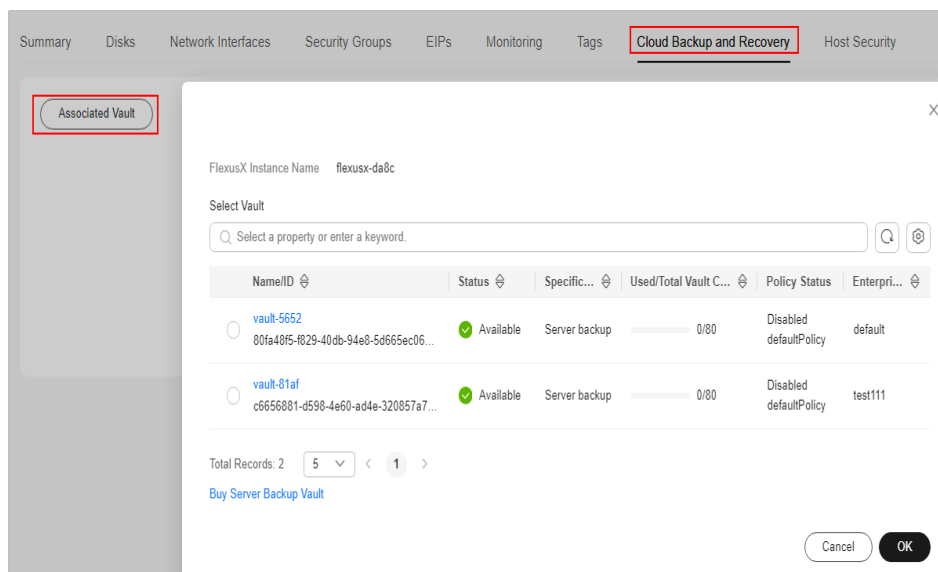 Summary Disks Network Interfaces Security Groups EIPs Monitoring Tags Cloud Backup and Recovery Host Security
Associated Vault
FlexusX Instance Name flexusx-da8c
Select Vault
Select a property or enter a keyword.
Name/ID Status Specific... Used/Total Vault C... Policy Status Enterpri...
vault-5652
80fa48f5-f829-40db-94e8-5d665ec06...
Available Server backup 0/80 Disabled
defaultPolicy
default
vault-81af
c6656881-d598-4e60-ad4e-320857a7...
Available Server backup 0/80 Disabled
defaultPolicy
test111
Total Records: 2 5 1
Buy Server Backup Vault
Cancel OK